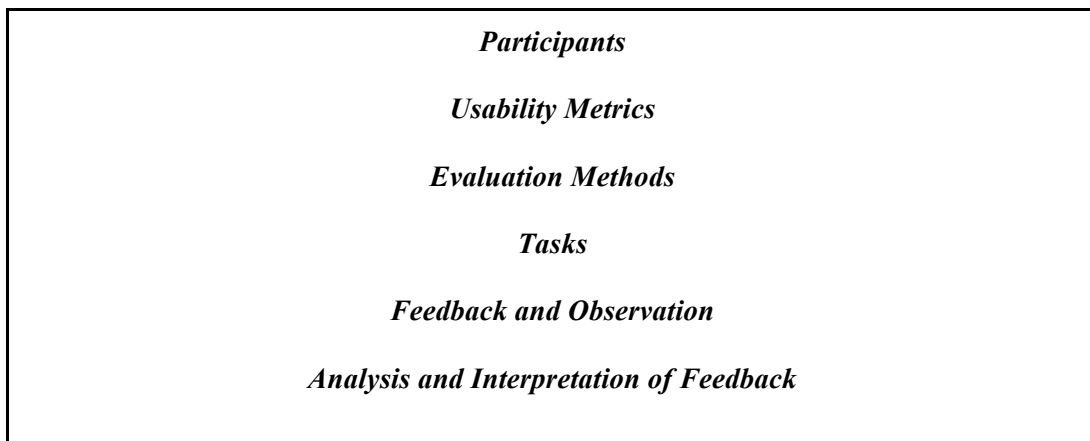 Participants
Usability Metrics
Evaluation Methods
Tasks
Feedback and Observation
Analysis and Interpretation of Feedback